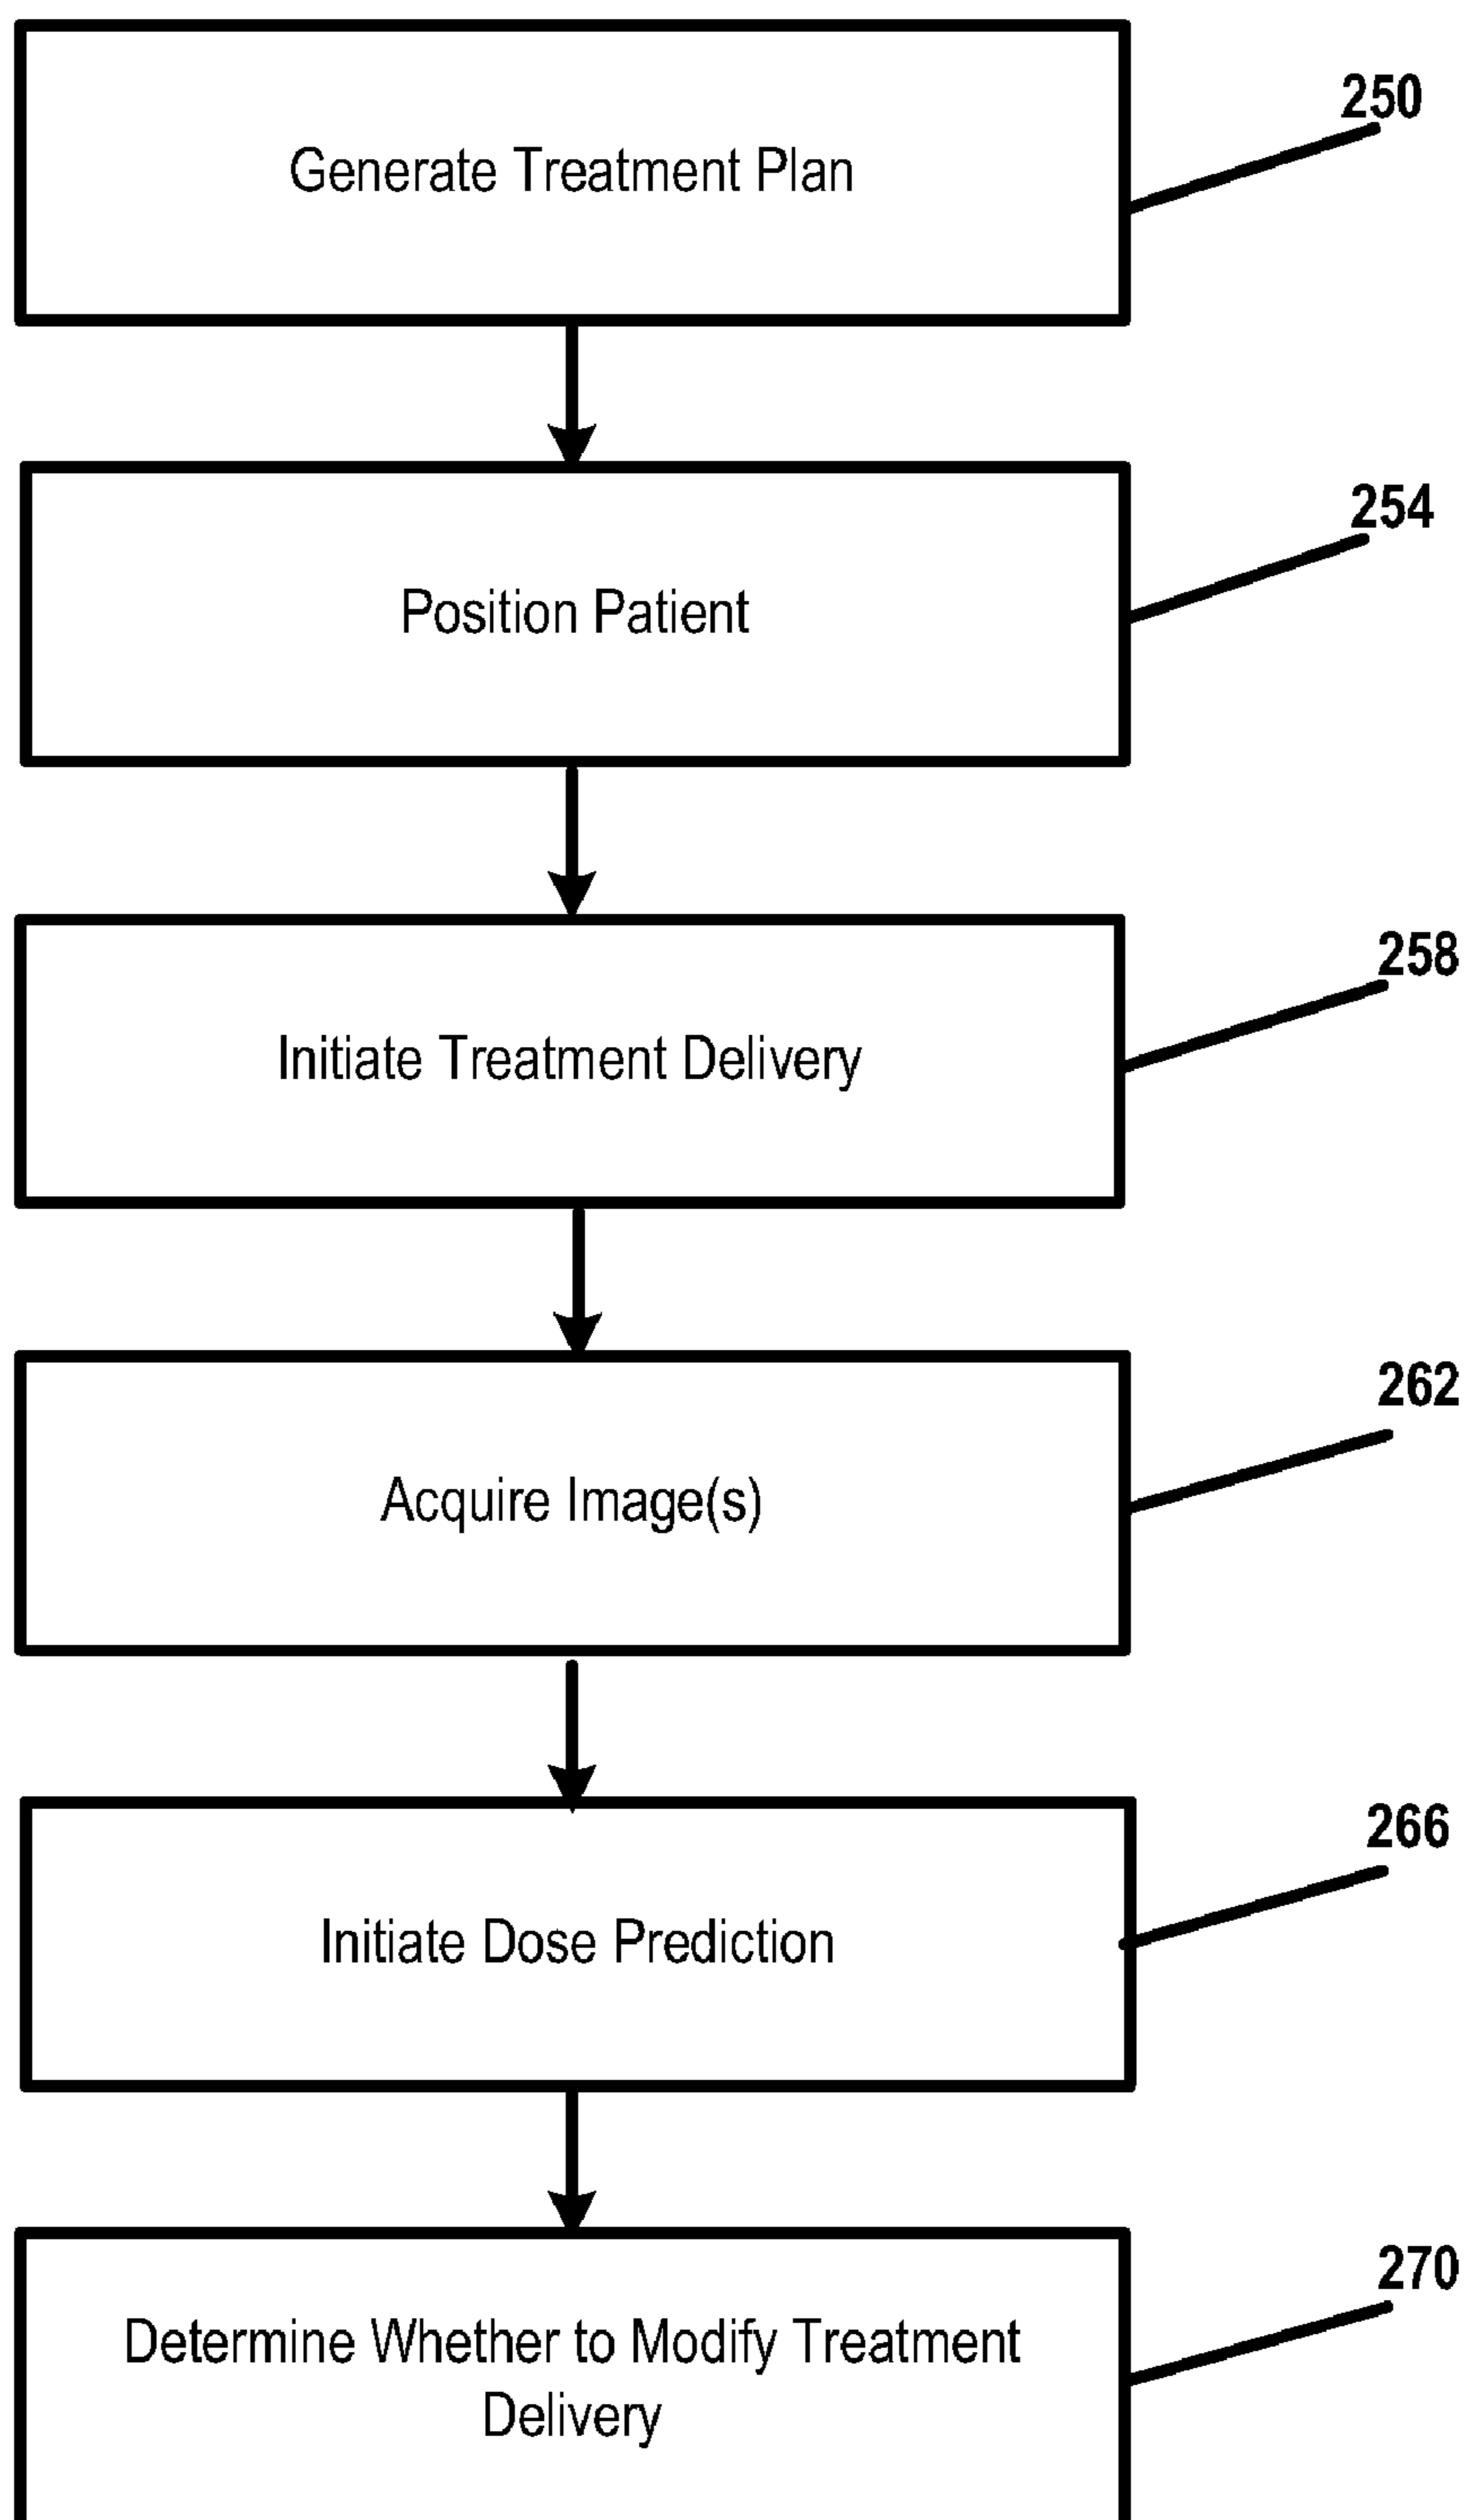 250
Generate Treatment Plan
254
Position Patient
258
Initiate Treatment Delivery
262
Acquire Image(s)
266
Initiate Dose Prediction
270
Determine Whether to Modify Treatment
Delivery